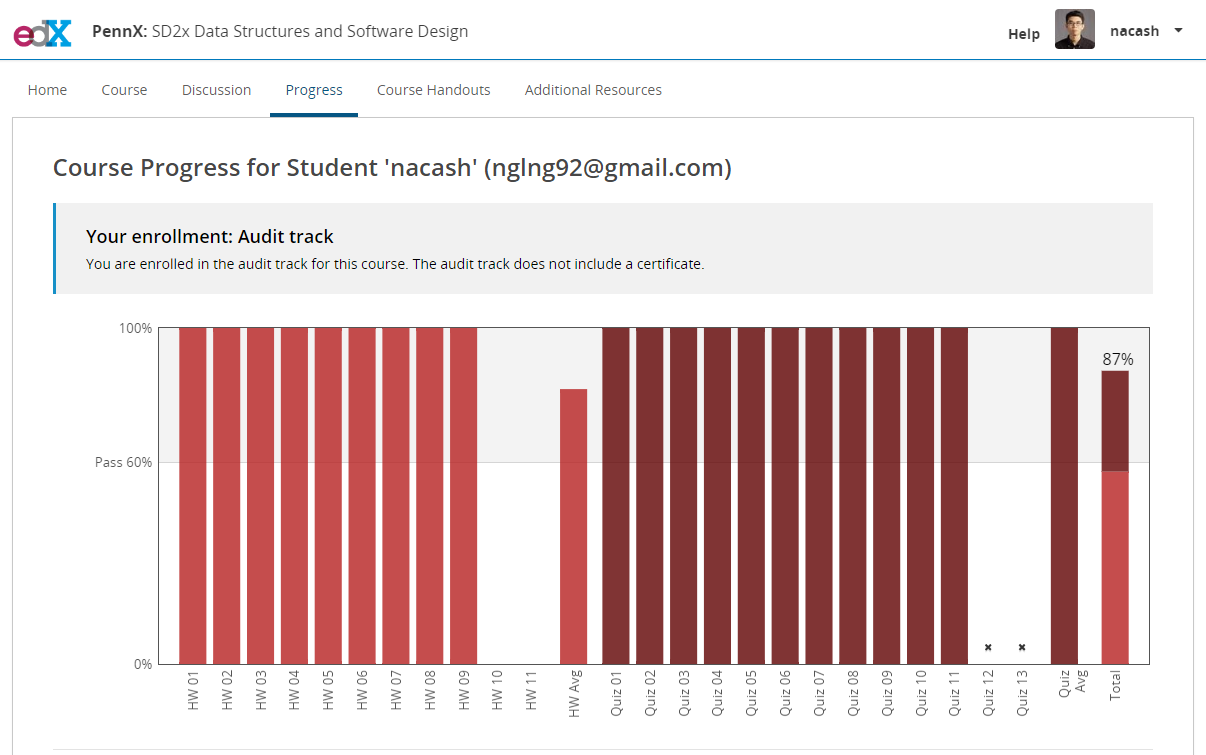 edX PennX: SD2x Data Structures and Software Design
Help nacash
Home Course Discussion Progress Course Handouts Additional Resources
Course Progress for Student 'nacash' (nglng92@gmail.com)
Your enrollment: Audit track
You are enrolled in the audit track for this course. The audit track does not include a certificate.
100%
87%
Pass 60%
0%
HW 01
HW 02
HW 03
HW 04
HW 05
HW 06
HW 07
HW 08
HW 09
HW 10
HW 11
HW Avg
Quiz 01
Quiz 02
Quiz 03
Quiz 04
Quiz 05
Quiz 06
Quiz 07
Quiz 08
Quiz 09
Quiz 10
Quiz 11
Quiz 12
Quiz 13
Quiz
Avg
Total